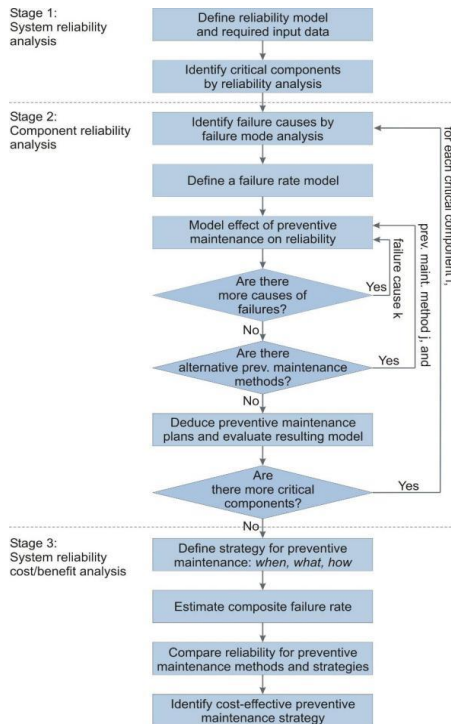 Stage 1:
System reliability
analysis
Define reliability model
and required input data
Identify critical components
by reliability analysis
Stage 2:
Component reliability
analysis
Identify failure causes by
failure mode analysis
Define a failure rate model
Model effect of preventive
maintenance on reliability
Are there
more causes of
failures?
Yes
No
failure cause k
Are there
alternative prev. maintenance
methods?
Yes
No
prev. maint. method j, and
Deduce preventive maintenance
plans and evaluate resulting model
Are
there more critical
components?
Yes
No
for each critical component i,
Stage 3:
System reliability
cost/benefit analysis
Define strategy for preventive
maintenance: when, what, how
Estimate composite failure rate
Compare reliability for preventive
maintenance methods and strategies
Identify cost-effective preventive
maintenance strategy